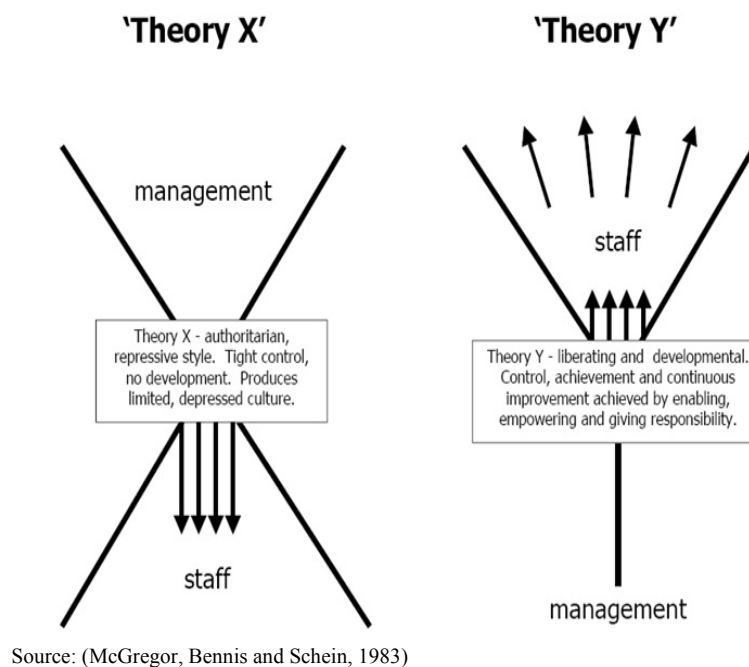 'Theory X'
'Theory Y'
management
Theory X - authoritarian,
repressive style. Tight control,
no development. Produces
limited, depressed culture.
staff
staff
Theory Y - liberating and developmental.
Control, achievement and continuous
improvement achieved by enabling,
empowering and giving responsibility.
management
Source: (McGregor, Bennis and Schein, 1983)